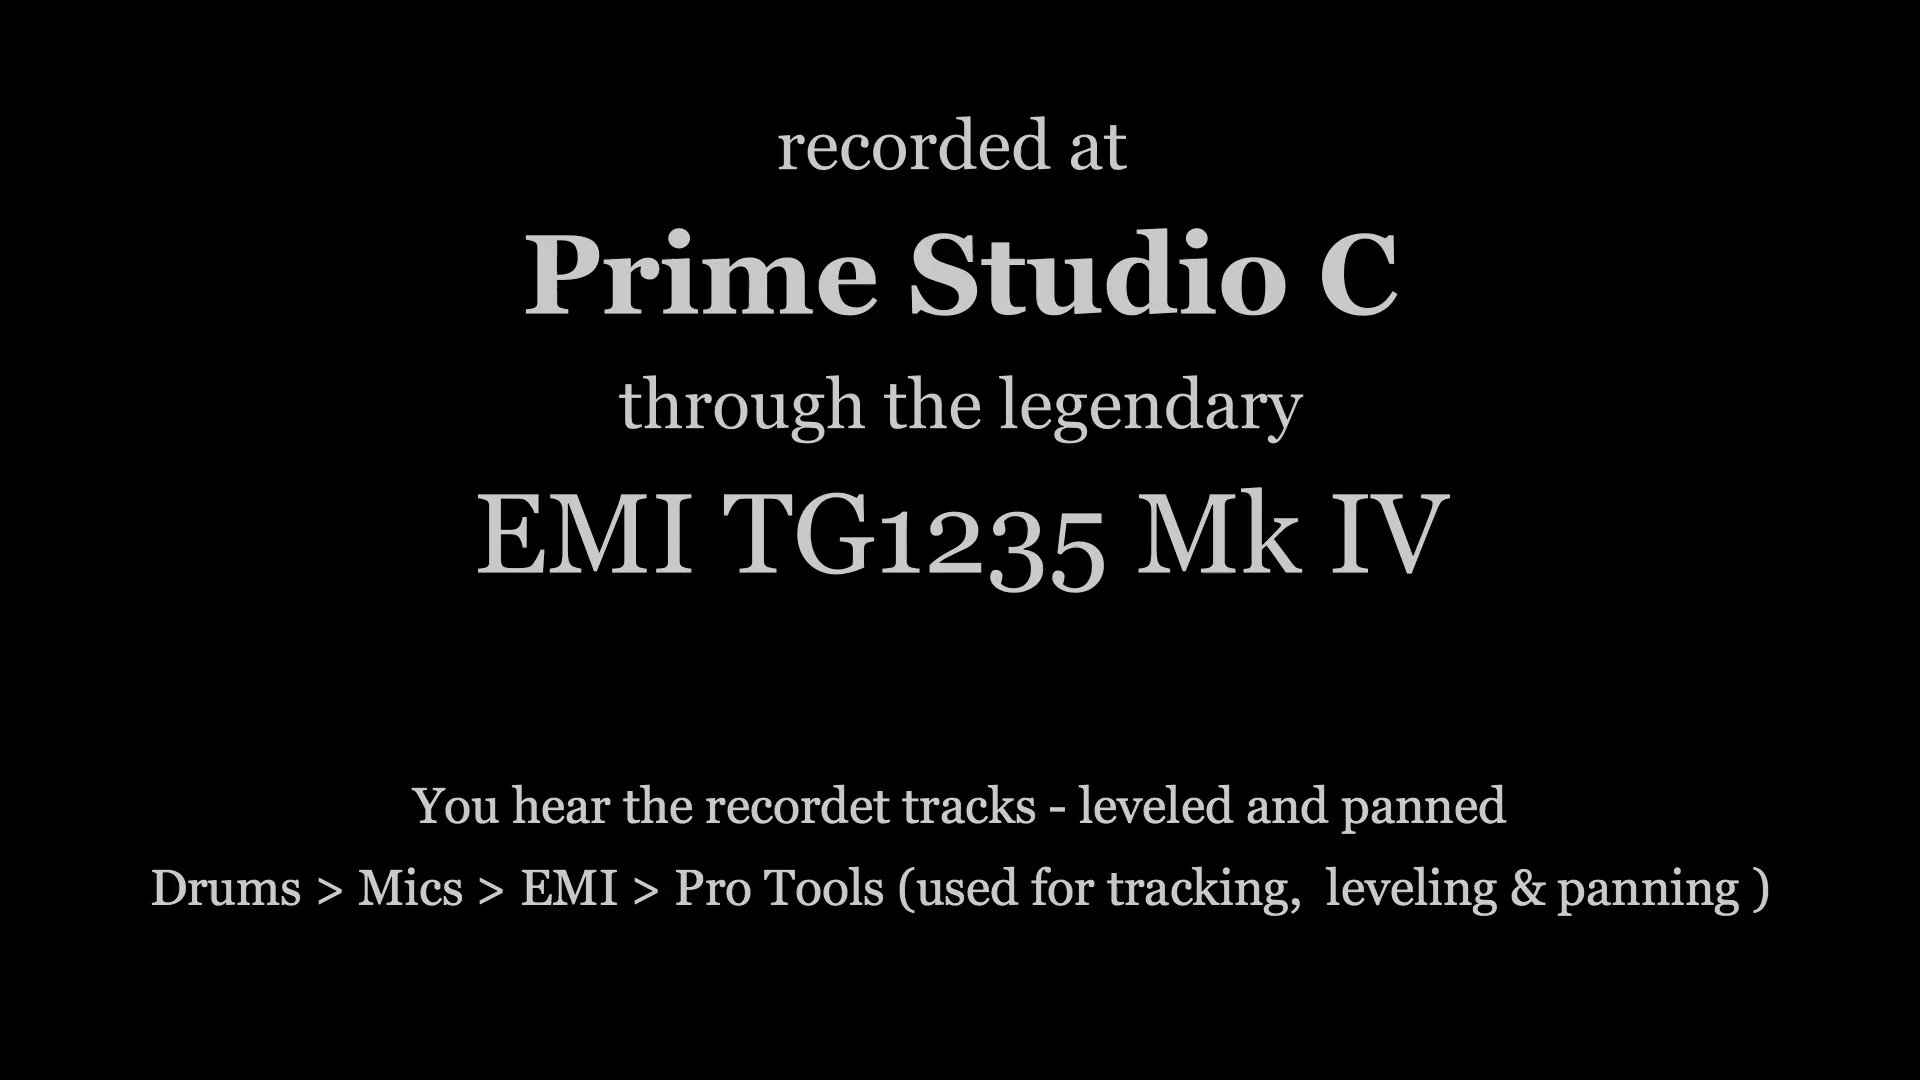 recorded at
Prime Studio C
through the legendary
EMI TG1235 Mk IV
You hear the recordet tracks - leveled and panned
Drums > Mics > EMI > Pro Tools (used for tracking,  leveling & panning )